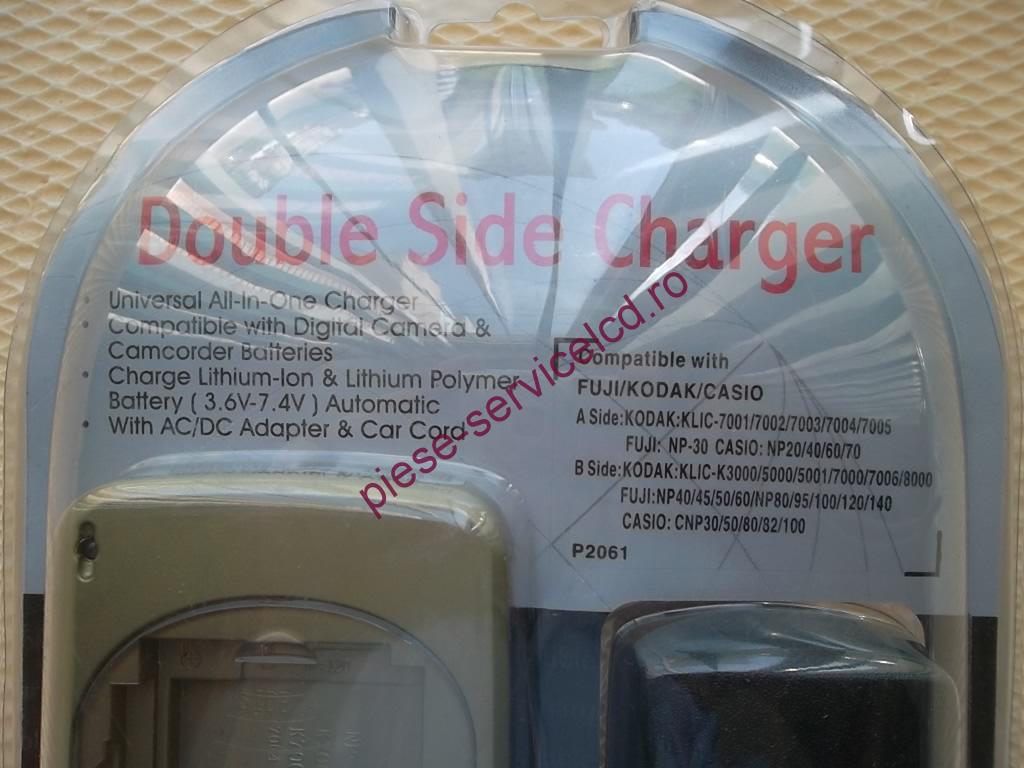 Double Side Charger
• Universal All-In-One Charger
• Compatible with Digital Camera &
Camcorder Batteries
• Charge Lithium-Ion & Lithium Polymer
Battery ( 3.6V-7.4V ) Automatic
• With AC/DC Adapter & Car Cord
Compatible with
FUJI/KODAK/CASIO
A Side:KODAK:KLIC-7001/7002/7003/7004/7005
FUJI: NP-30 CASIO: NP20/40/60/70
B Side:KODAK:KLIC-K3000/5000/5001/7000/7006/8000
FUJI:NP40/45/50/60/NP80/95/100/120/140
CASIO: CNP30/50/80/82/100
P2061
piese-servicelcd.ro